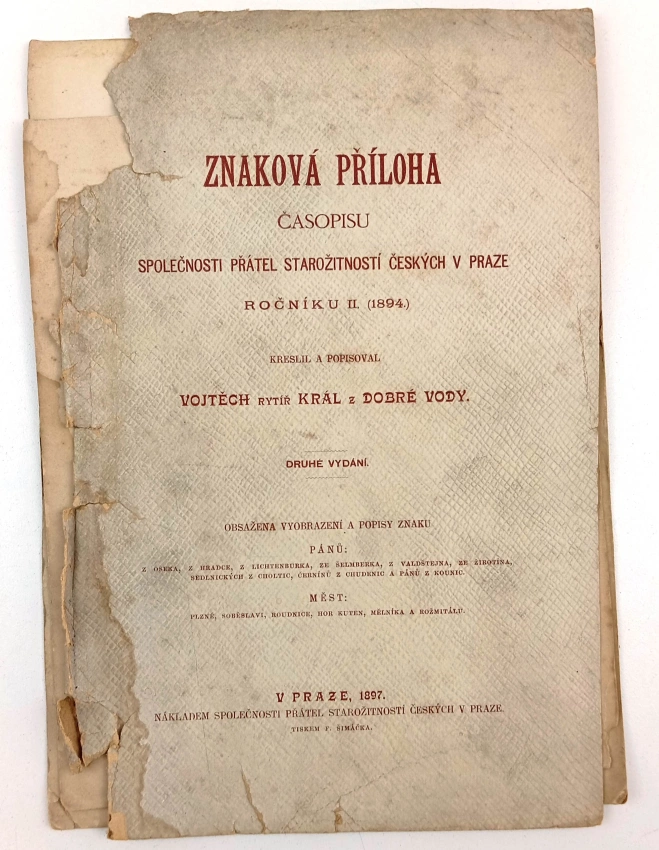 ZNAKOVÁ PŘÍLOHA
ČASOPISU
SPOLEČNOSTI PŘÁTEL STAROŽITNOSTÍ ČESKÝCH V PRAZE
ROČNÍKU II. (1894.)
KRESLIL A POPISOVAL
VOJTĚCH RYTÍŘ KRÁL Z DOBRÉ VODY.
DRUHÉ VYDÁNÍ.
OBSAŽENA VYOBRAZENÍ A POPISY ZNAKU
PÁNŮ:
Z OSEKA, Z HRADCE, Z LICHTENBURKA, ZE ŠELMBERKA, Z VALDŠTEJNA, ZE ŽIROTINA,
SEDLNICKÝCH Z CHOLTIC, ČERNÍNŮ Z CHUDENIC A PÁNŮ Z KOUNIC.
MĚST:
PLZNĚ, SOBĚSLAVI, ROUDNICE, HOR KUTEN, MĚLNÍKA A ROŽMITÁLU.
V PRAZE, 1897.
NÁKLADEM SPOLEČNOSTI PŘÁTEL STAROŽITNOSTÍ ČESKÝCH V PRAZE.
TISKEM F. ŠIMÁČKA.